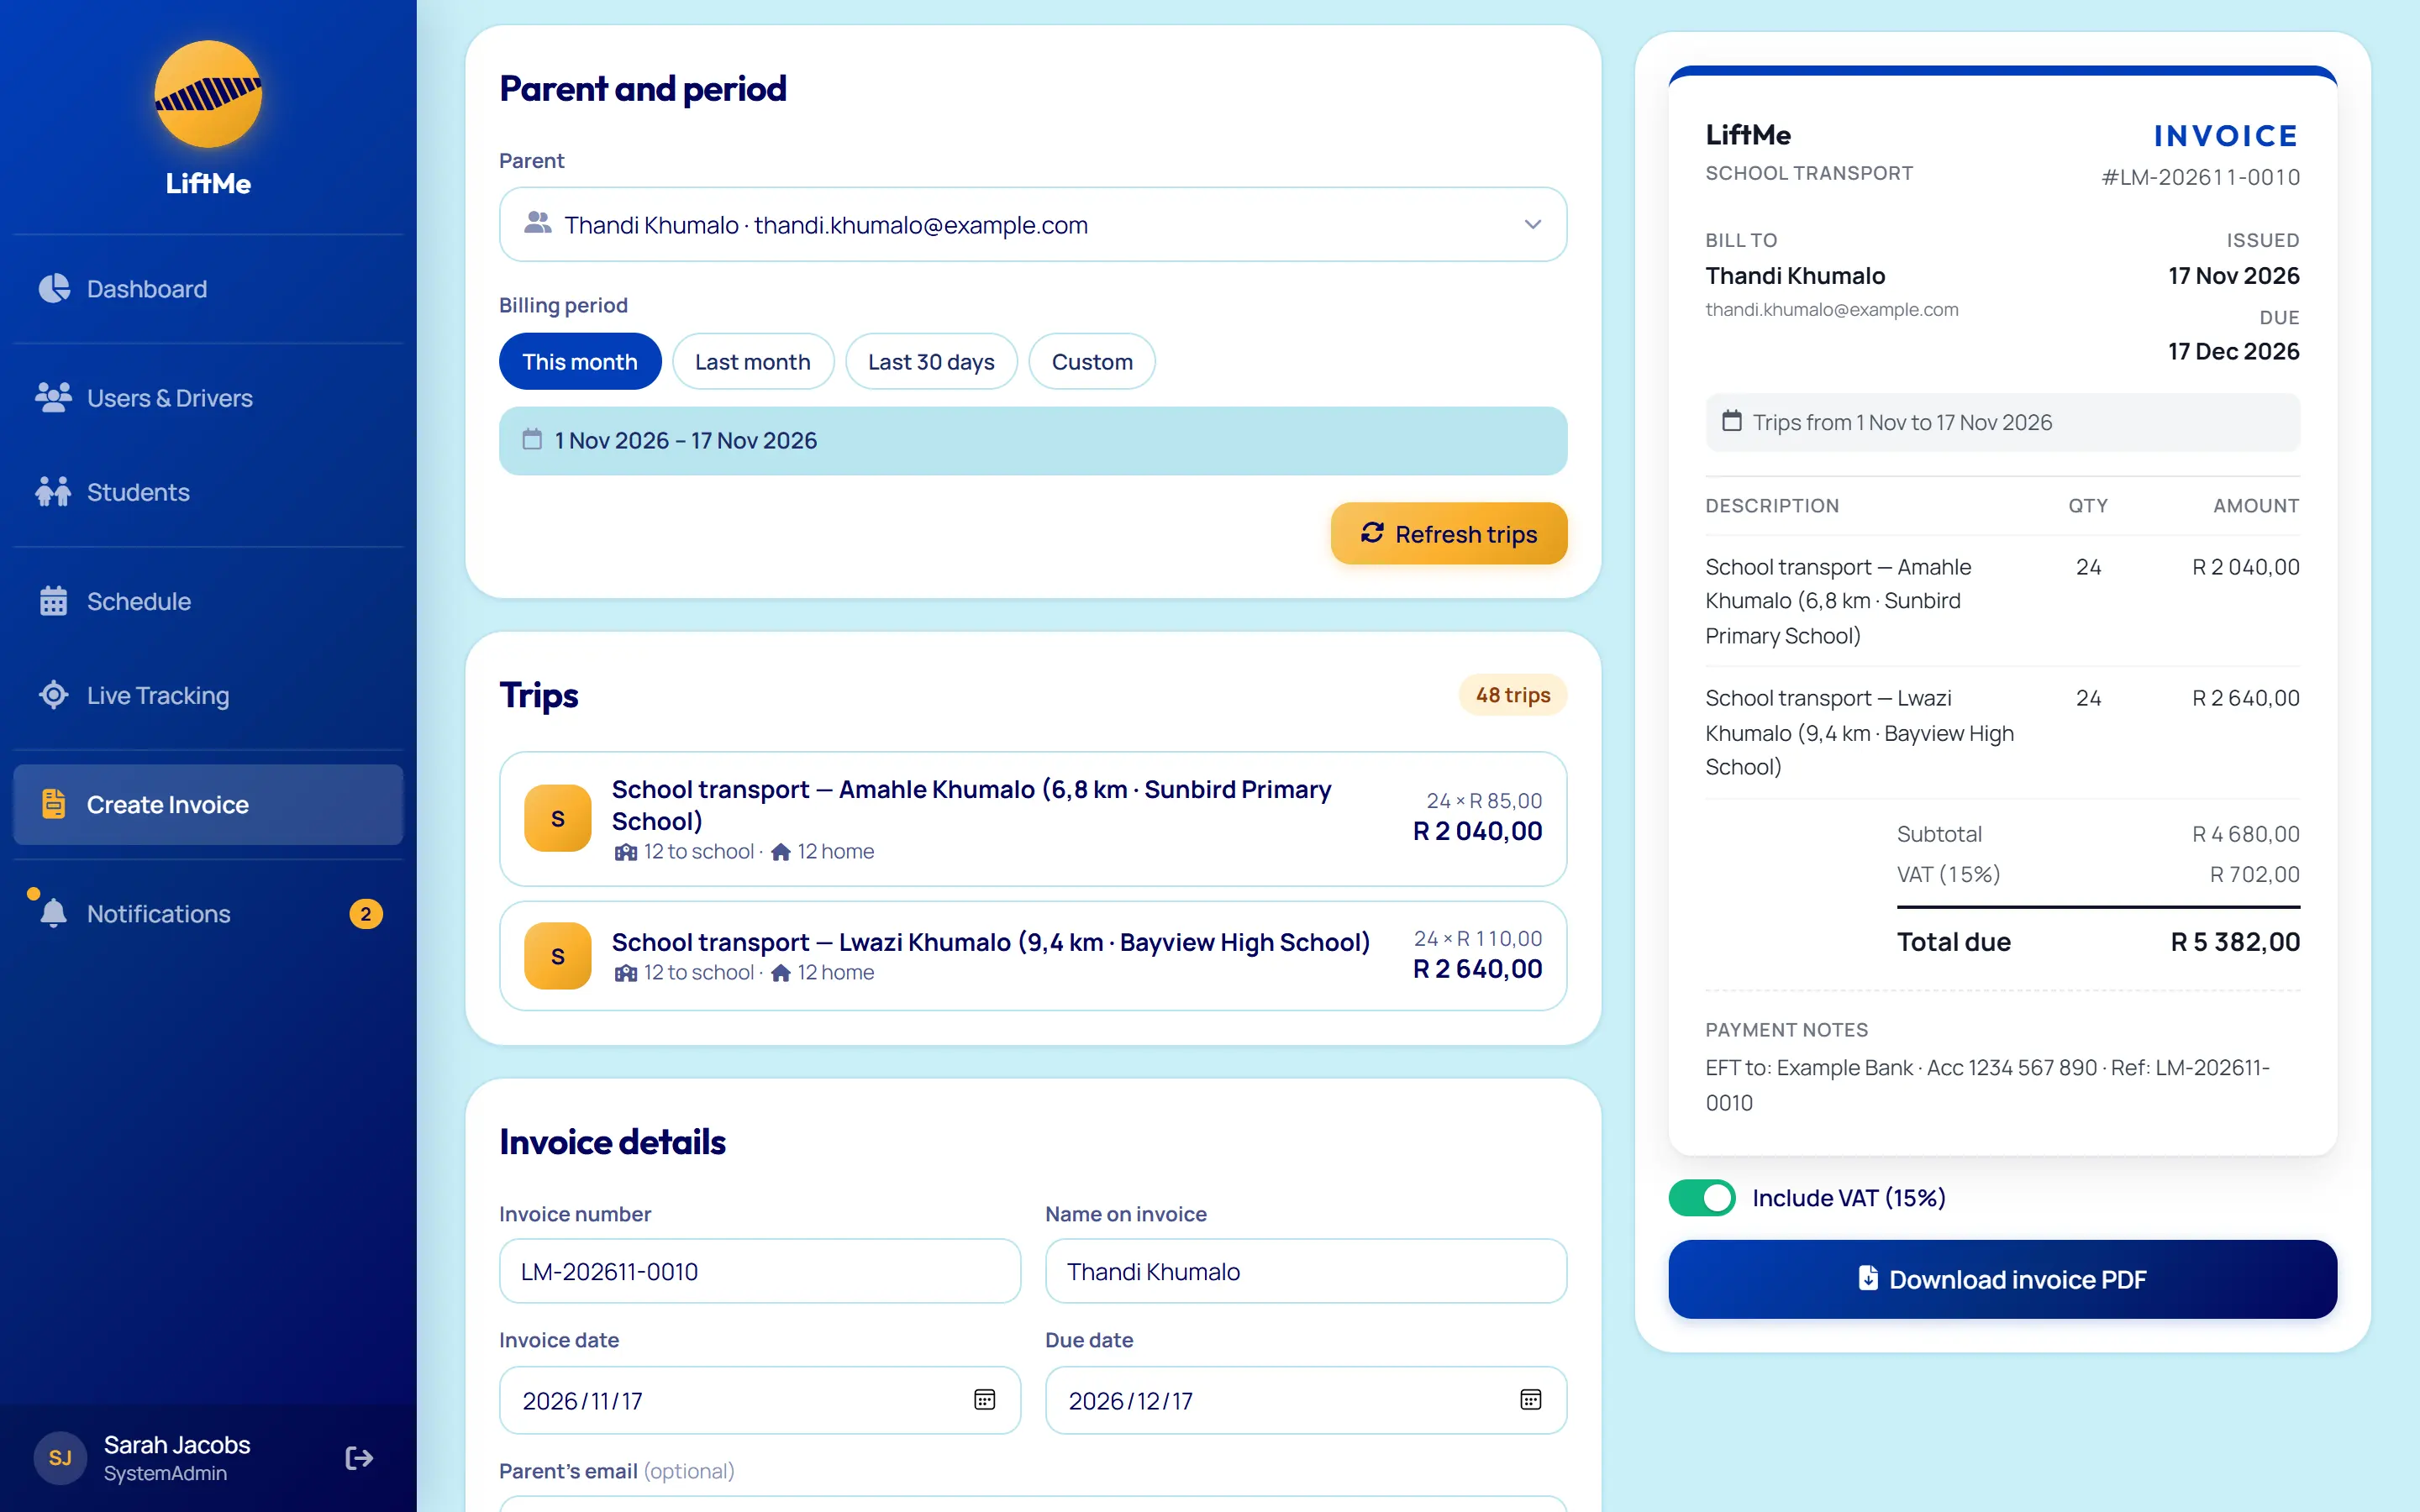 LiftMe
Dashboard
Users & Drivers
Students
Schedule
Live Tracking
Create Invoice
Notifications
2
SJ
Sarah Jacobs
SystemAdmin
Parent and period
Parent
Thandi Khumalo · thandi.khumalo@example.com
Billing period
This month
Last month
Last 30 days
Custom
1 Nov 2026 – 17 Nov 2026
Refresh trips
Trips
48 trips
S
School transport — Amahle Khumalo (6,8 km · Sunbird Primary
School)
12 to school · 12 home
24 × R 85,00
R 2 040,00
S
School transport — Lwazi Khumalo (9,4 km · Bayview High School)
12 to school · 12 home
24 × R 110,00
R 2 640,00
Invoice details
Invoice number
LM-202611-0010
Name on invoice
Thandi Khumalo
Invoice date
2026/11/17
Due date
2026/12/17
Parent's email (optional)
LiftMe
SCHOOL TRANSPORT
INVOICE
#LM-202611-0010
BILL TO
Thandi Khumalo
thandi.khumalo@example.com
ISSUED
17 Nov 2026
DUE
17 Dec 2026
Trips from 1 Nov to 17 Nov 2026
DESCRIPTION QTY AMOUNT
School transport — Amahle 24 R 2 040,00
Khumalo (6,8 km · Sunbird
Primary School)
School transport — Lwazi 24 R 2 640,00
Khumalo (9,4 km · Bayview High
School)
Subtotal R 4 680,00
VAT (15%) R 702,00
Total due R 5 382,00
PAYMENT NOTES
EFT to: Example Bank · Acc 1234 567 890 · Ref: LM-202611-
0010
Include VAT (15%)
Download invoice PDF